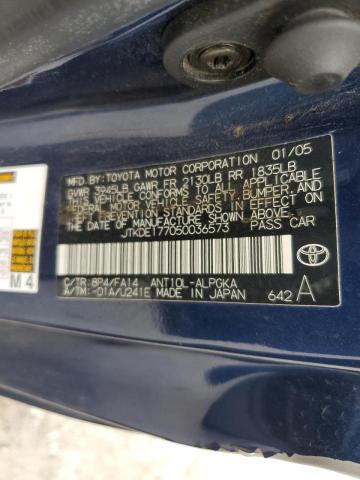 MFD BY: TOYOTA MOTOR CORPORATION 01/05
GVWR 3945LB GAWR FR 2130LB RR 1835LB
THIS VEHICLE CONFORMS TO ALL APPLICABLE
FEDERAL MOTOR VEHICLE SAFETY, BUMPER, AND
THEFT PREVENTION STANDARDS IN EFFECT ON
THE DATE OF MANUFACTURE SHOWN ABOVE.
JTKDE177050036573 PASS CAR
C/TR: 8P4/FA14 ANT10L-ALPGKA
A/TM: -01A/U241E MADE IN JAPAN 642 A
M 4